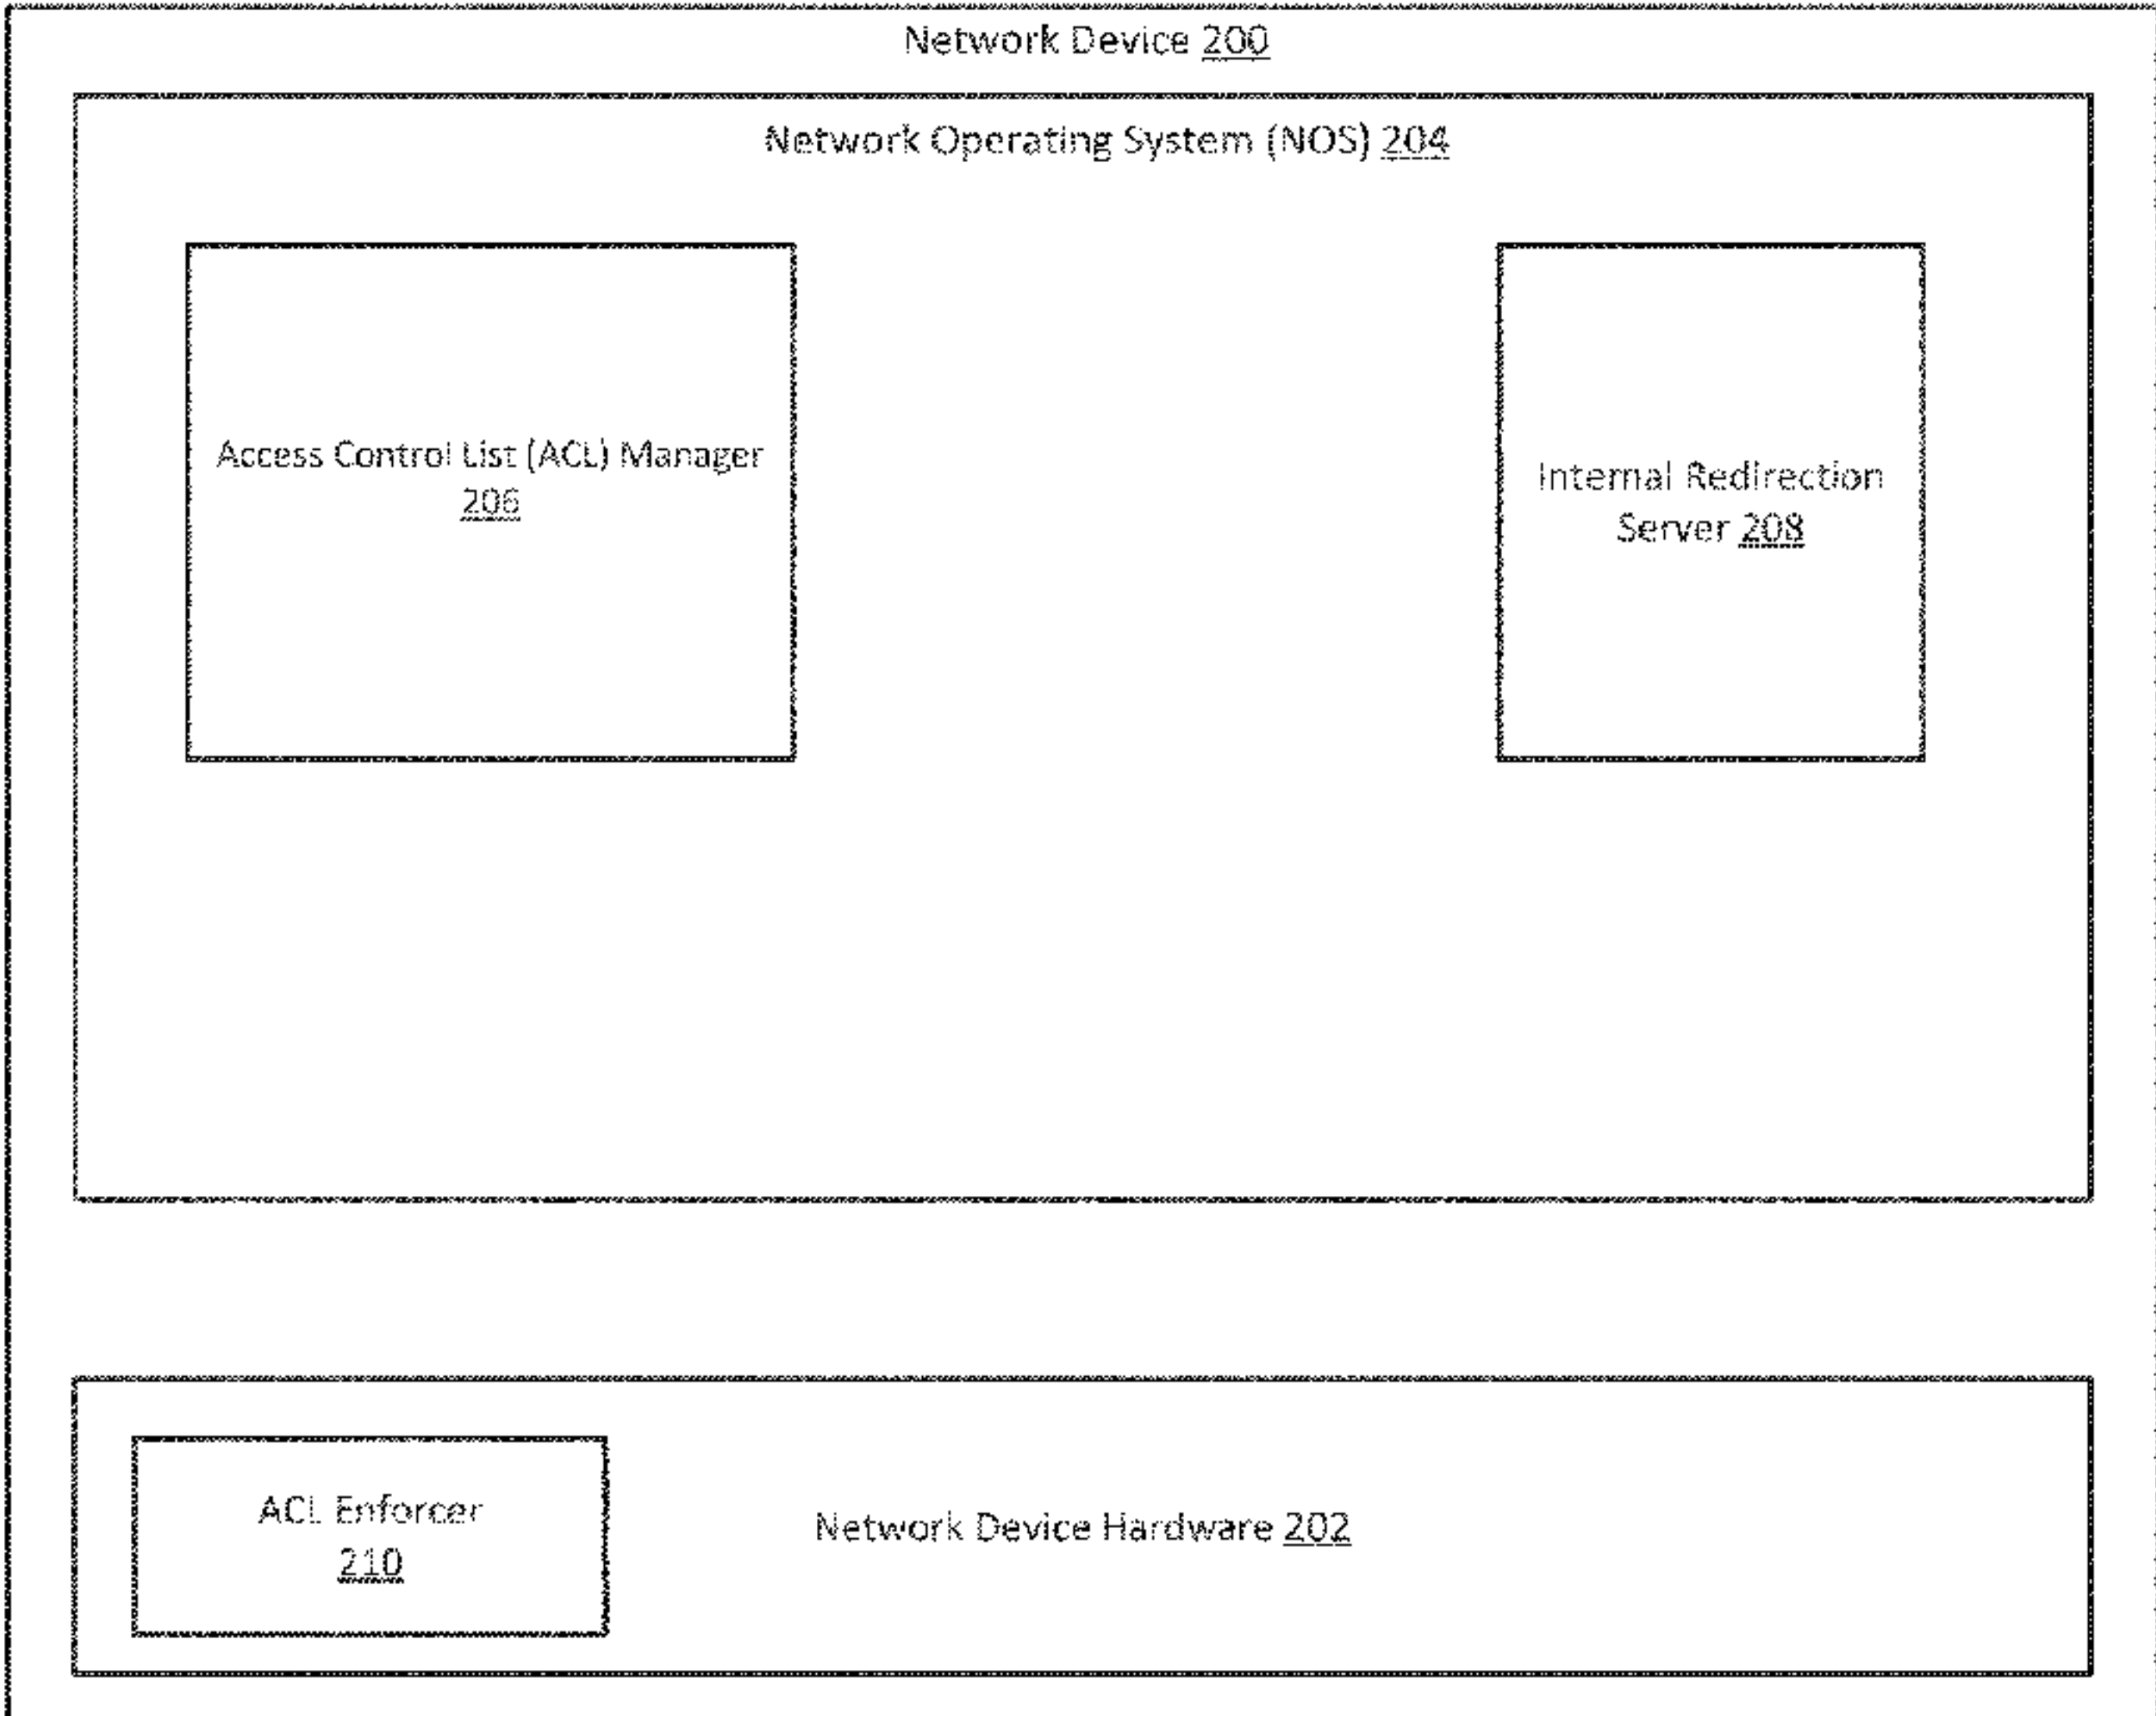 Network Device 200
Network Operating System (NOS) 204
Access Control List (ACL) Manager
206
Internal Redirection
Server 208
ACL Enforcer
210
Network Device Hardware 202